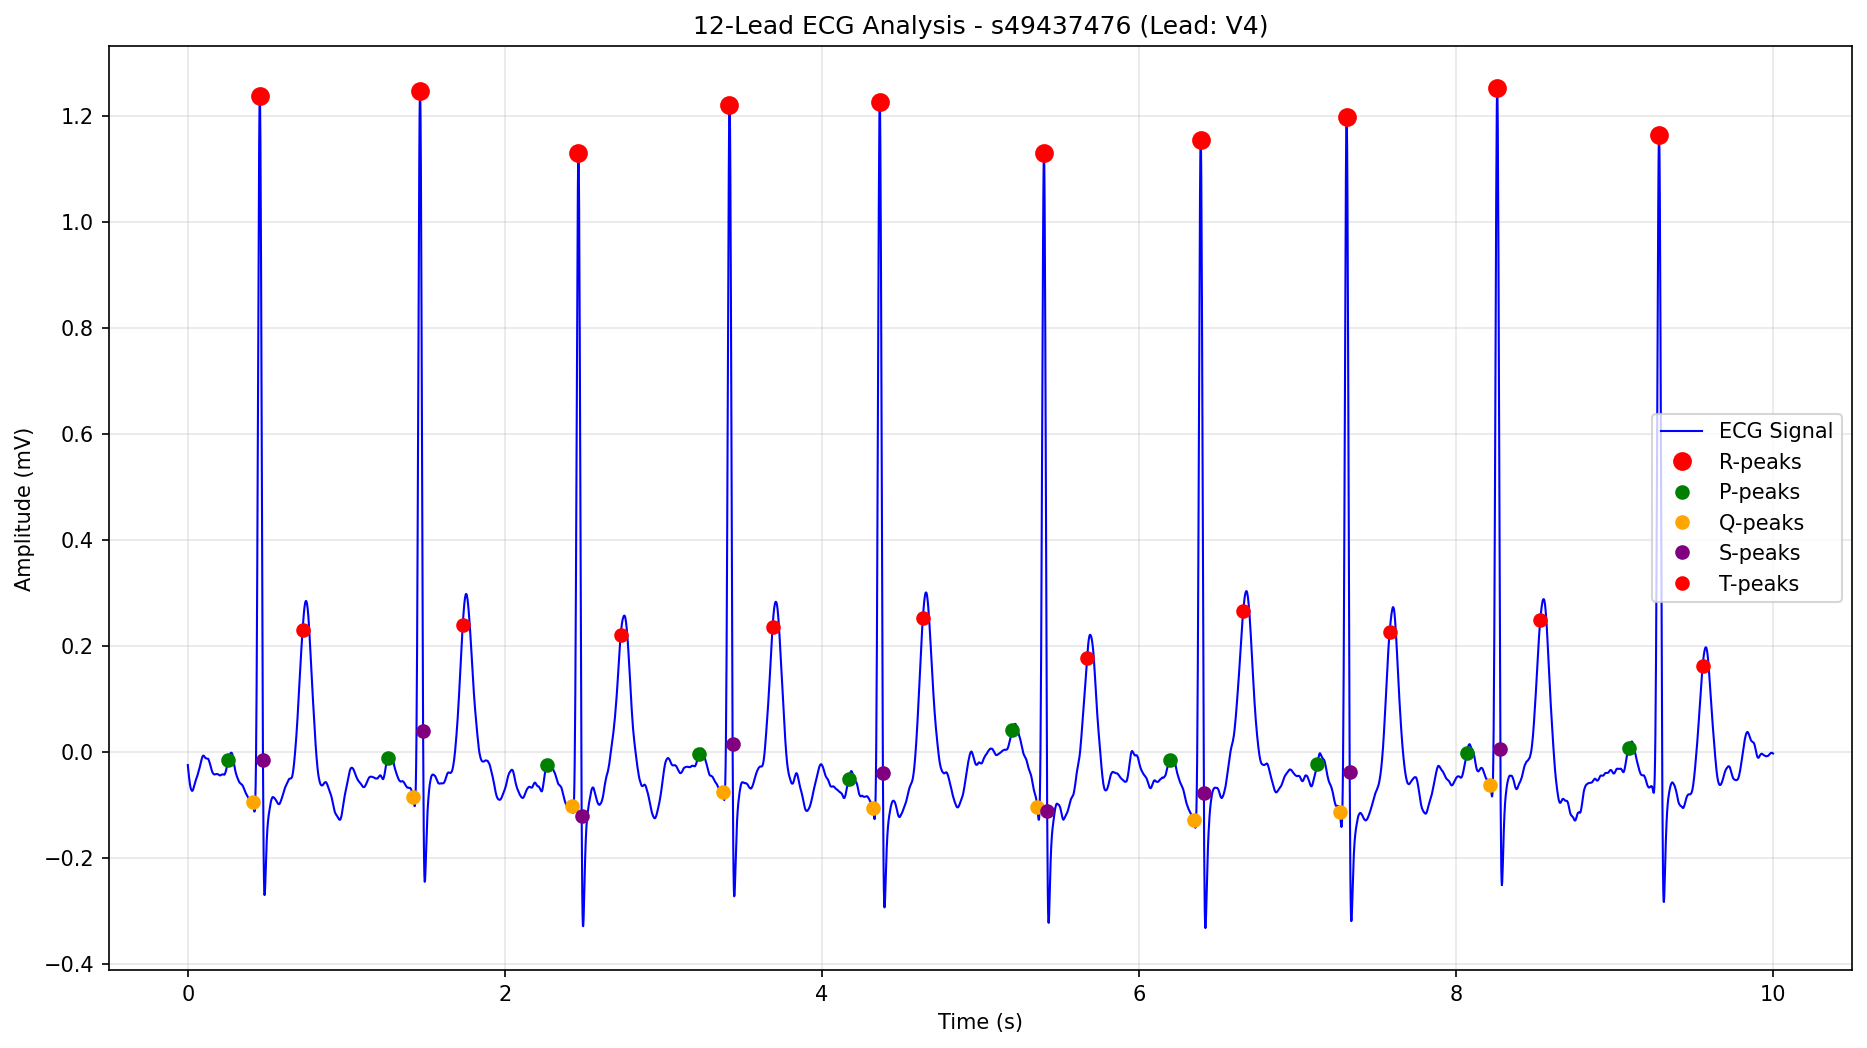 12-Lead ECG Analysis - s49437476 (Lead: V4)
Amplitude (mV)
1.2
1.0
0.8
0.6
0.4
0.2
0.0
−0.2
−0.4
ECG Signal
R-peaks
P-peaks
Q-peaks
S-peaks
T-peaks
0
2
4
6
8
10
Time (s)